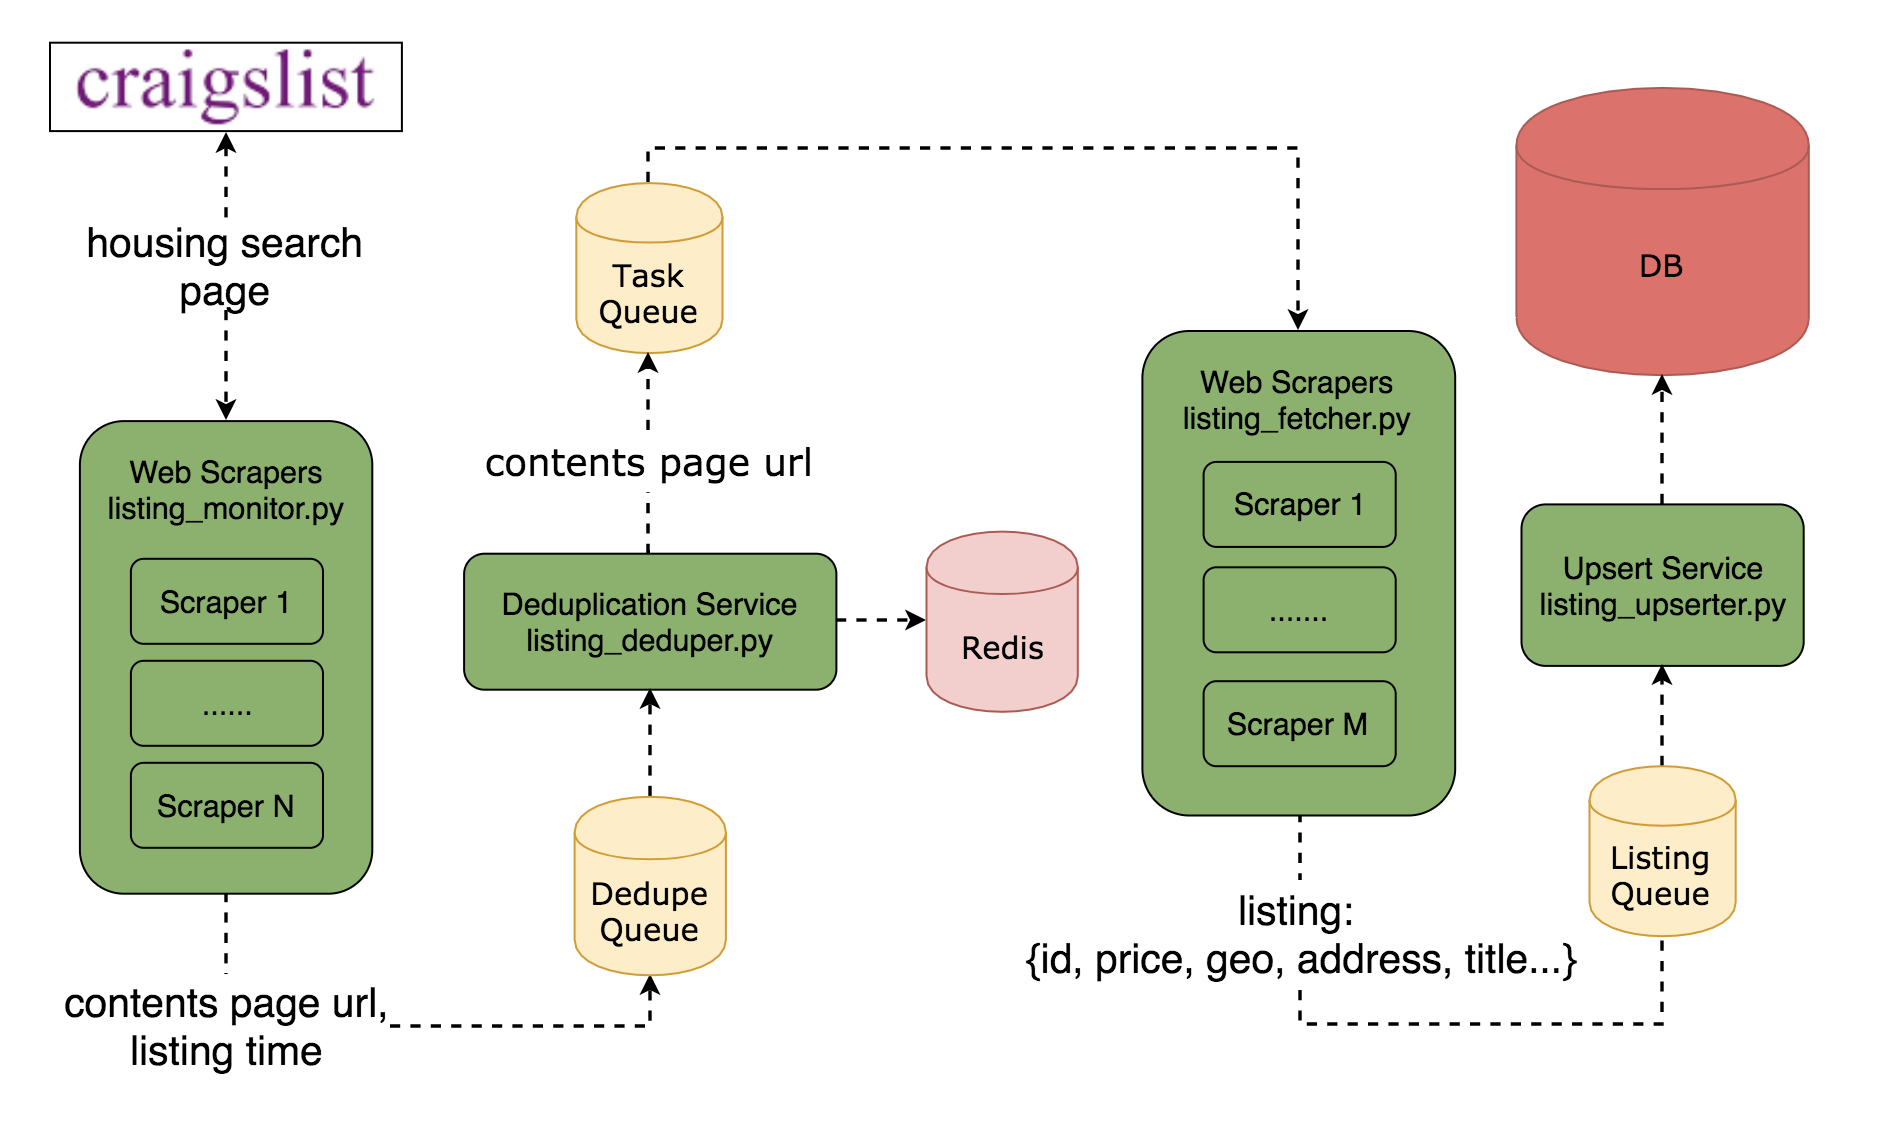 craigslist
housing search
page
Web Scrapers
listing_monitor.py
Scraper 1
......
Scraper N
contents page url,
listing time
Task
Queue
contents page url
Deduplication Service
listing_deduper.py
Redis
Dedupe
Queue
Web Scrapers
listing_fetcher.py
Scraper 1
.......
Scraper M
listing:
{id, price, geo, address, title...}
DB
Upsert Service
listing_upserter.py
Listing
Queue